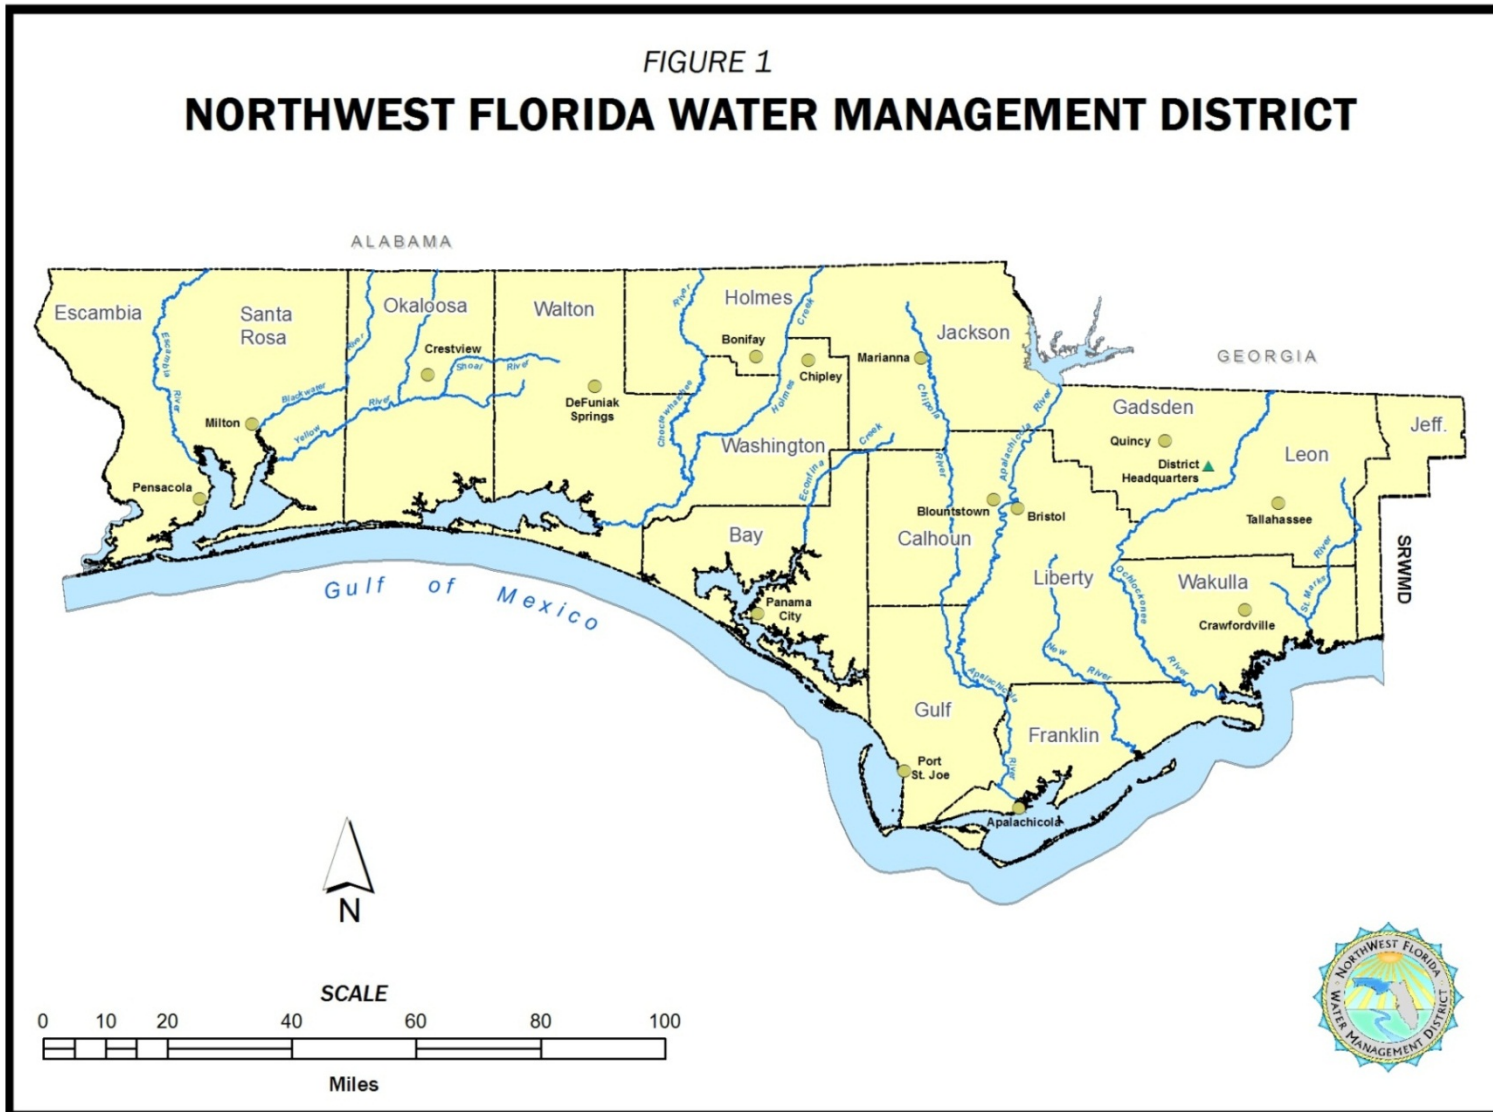 FIGURE 1
NORTHWEST FLORIDA WATER MANAGEMENT DISTRICT
ALABAMA
GEORGIA
Escambia
Santa
Rosa
Okaloosa
Walton
Holmes
Jackson
Gadsden
Jeff.
Leon
Washington
Bay
Calhoun
Liberty
Wakulla
Gulf
Franklin
Crestview
Bonifay
Chipley
Marianna
DeFuniak
Springs
Milton
Pensacola
Quincy
District
Headquarters
Tallahassee
Blountstown
Bristol
Panama
City
Crawfordville
Port
St. Joe
Apalachicola
SRWMD
Escambia
River
Blackwater
River
Yellow
River
Shoal
River
Choctawhatchee
River
Holmes
Creek
Econfina
Creek
Chipola
River
Apalachicola
River
Apalachicola
River
New
River
Ochlockonee
River
St. Marks
River
Gulf of Mexico
N
SCALE
0 10 20 40 60 80 100
Miles
NORTHWEST FLORIDA
WATER MANAGEMENT DISTRICT